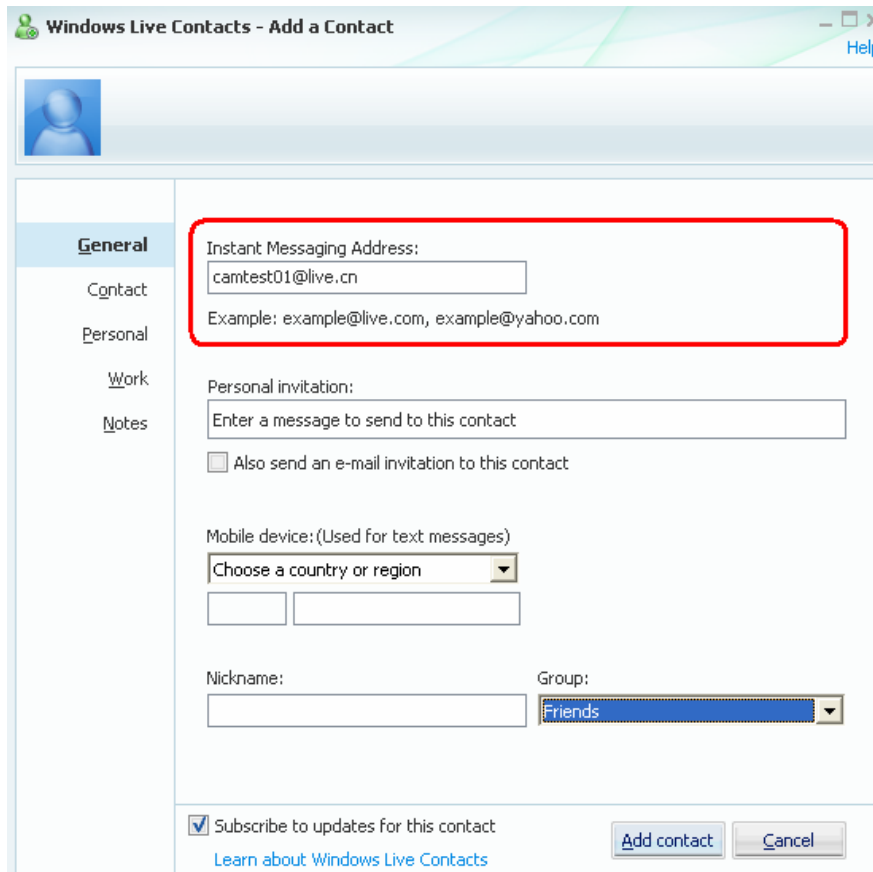 Windows Live Contacts - Add a Contact
Help
General
Contact
Personal
Work
Notes
Instant Messaging Address:
camtest01@live.cn
Example: example@live.com, example@yahoo.com
Personal invitation:
Enter a message to send to this contact
Also send an e-mail invitation to this contact
Mobile device:(Used for text messages)
Choose a country or region
Nickname:
Group:
Friends
Subscribe to updates for this contact
Add contact
Cancel
Learn about Windows Live Contacts